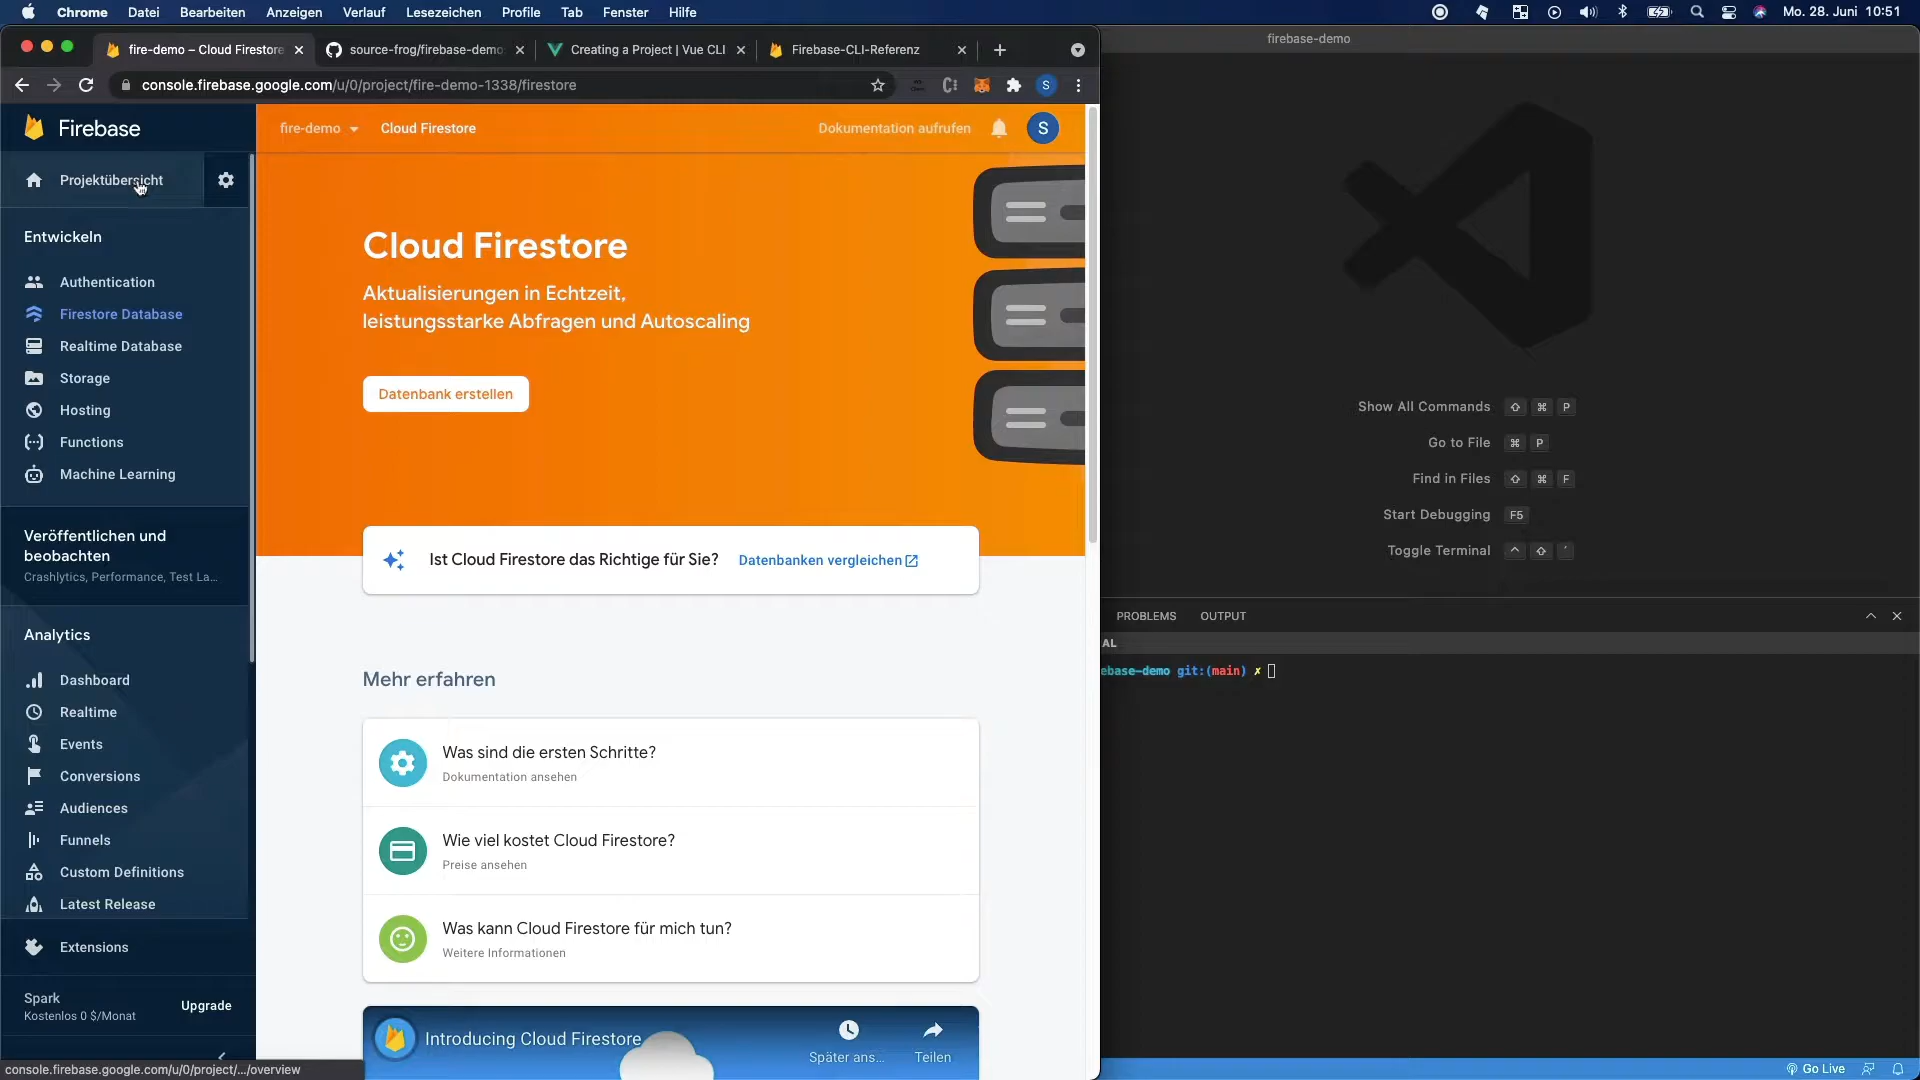 Chrome Datei Bearbeiten Anzeigen Verlauf Lesezeichen Profile Tab Fenster Hilfe Mo. 28. Juni 10:51
fire-demo – Cloud Firestore source-frog/firebase-demo Creating a Project | Vue CLI Firebase-CLI-Referenz
firebase-demo
console.firebase.google.com/u/0/project/fire-demo-1338/firestore S
Firebase
fire-demo Cloud Firestore Dokumentation aufrufen S
Projektübersicht
Entwickeln
Authentication
Firestore Database
Realtime Database
Storage
Hosting
Functions
Machine Learning
Veröffentlichen und
beobachten
Crashlytics, Performance, Test La...
Analytics
Dashboard
Realtime
Events
Conversions
Audiences
Funnels
Custom Definitions
Latest Release
Extensions
Spark
Kostenlos 0 $/Monat
Upgrade
console.firebase.google.com/u/0/project/.../overview
Cloud Firestore
Aktualisierungen in Echtzeit,
leistungsstarke Abfragen und Autoscaling
Datenbank erstellen
Ist Cloud Firestore das Richtige für Sie? Datenbanken vergleichen
Mehr erfahren
Was sind die ersten Schritte?
Dokumentation ansehen
Wie viel kostet Cloud Firestore?
Preise ansehen
Was kann Cloud Firestore für mich tun?
Weitere Informationen
Introducing Cloud Firestore
Später ans... Teilen
Show All Commands ⇧ ⌘ P
Go to File ⌘ P
Find in Files ⇧ ⌘ F
Start Debugging F5
Toggle Terminal ^ ⇧ ´
PROBLEMS OUTPUT
AL
ebase-demo git:(main) ✗
Go Live